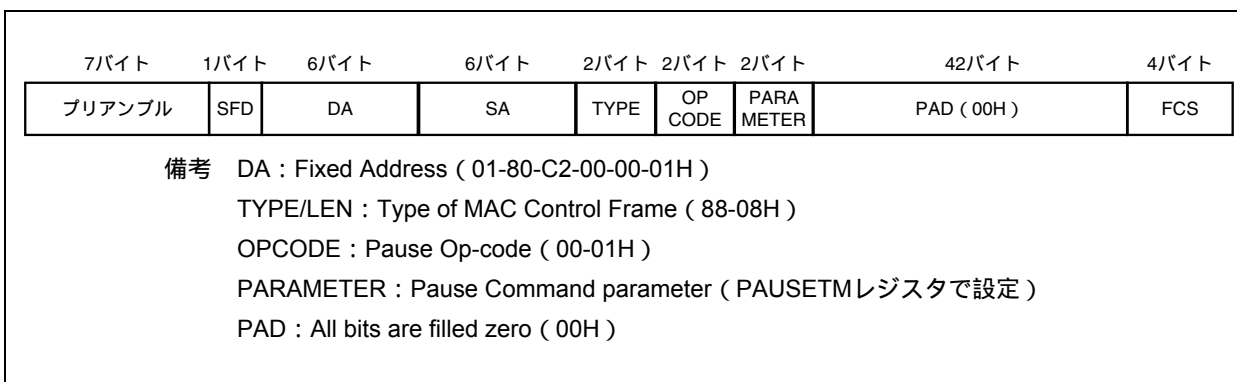 7バイト 1バイト 6バイト 6バイト 2バイト 2バイト 2バイト 42バイト 4バイト
プリアンブル SFD DA SA TYPE OP CODE PARA METER PAD（00H） FCS
備考 DA：Fixed Address（01-80-C2-00-00-01H）
TYPE/LEN：Type of MAC Control Frame（88-08H）
OPCODE：Pause Op-code（00-01H）
PARAMETER：Pause Command parameter（PAUSETMレジスタで設定）
PAD：All bits are filled zero（00H）